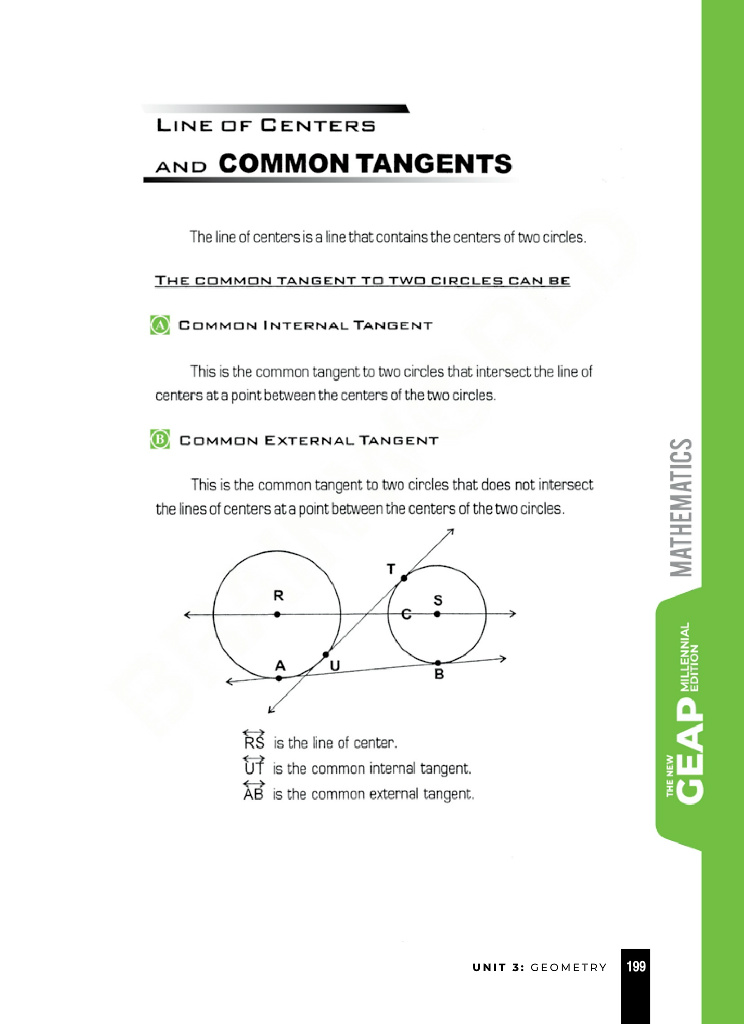 LINE OF CENTERS
AND COMMON TANGENTS
The line of centers is a line that contains the centers of two circles.
THE COMMON TANGENT TO TWO CIRCLES CAN BE
A COMMON INTERNAL TANGENT
This is the common tangent to two circles that intersect the line of
centers at a point between the centers of the two circles.
B COMMON EXTERNAL TANGENT
This is the common tangent to two circles that does not intersect
the lines of centers at a point between the centers of the two circles.
T
R
C
S
A
U
B
RS is the line of center.
UT is the common internal tangent.
AB is the common external tangent.
MATHEMATICS
THE NEW
GEAP
MILLENNIAL
EDITION
UNIT 3: GEOMETRY
199